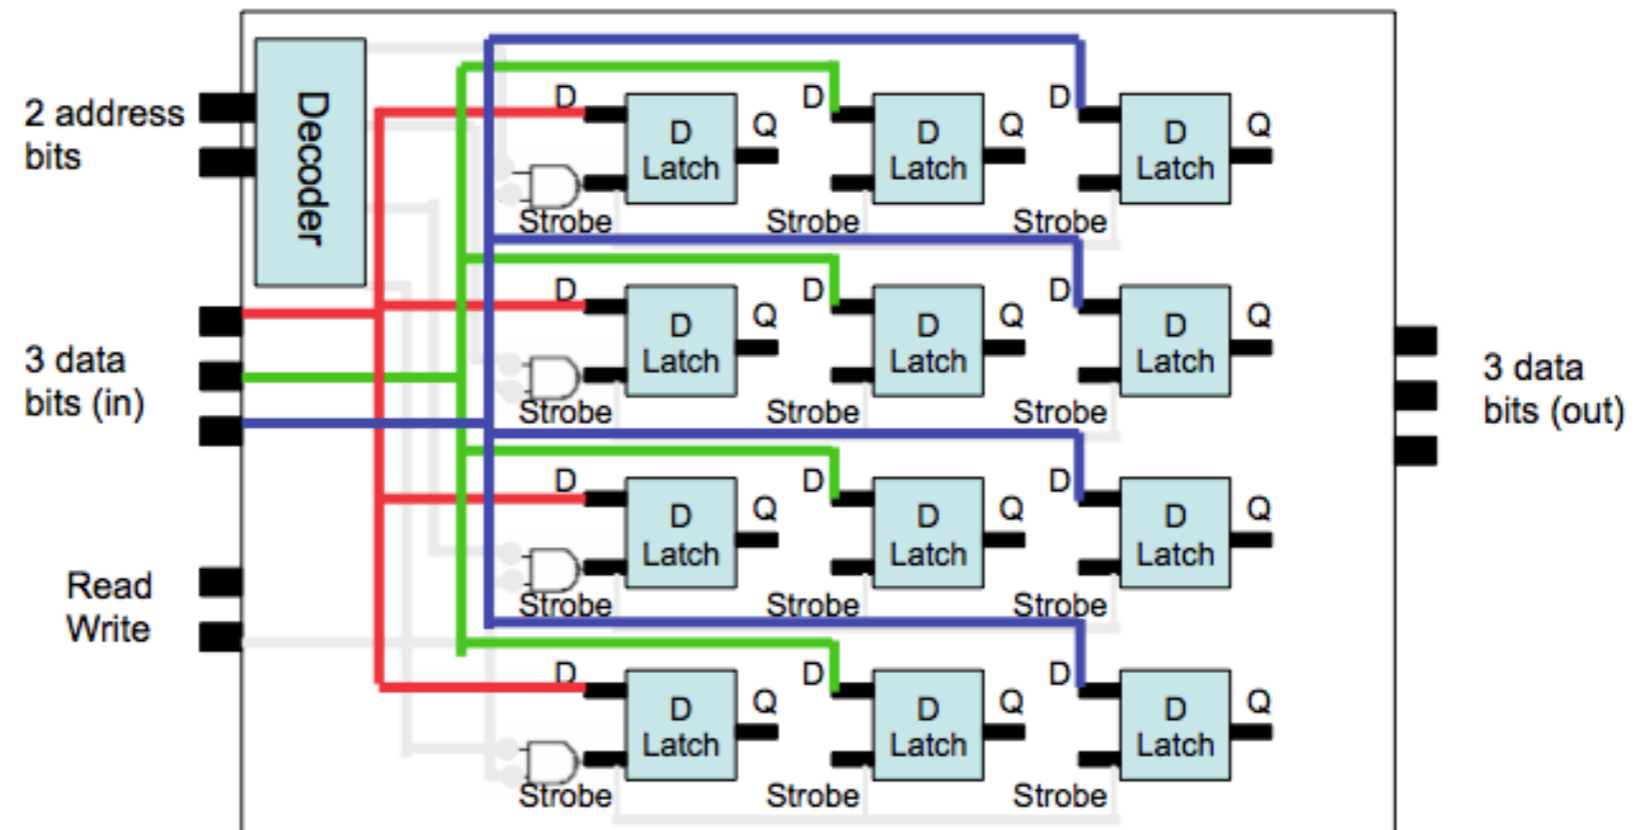 2 address
bits
Decoder
3 data
bits (in)
Read
Write
D
D
Latch
Q
Strobe
D
D
Latch
Q
Strobe
D
D
Latch
Q
Strobe
D
D
Latch
Q
Strobe
D
D
Latch
Q
Strobe
D
D
Latch
Q
Strobe
D
D
Latch
Q
Strobe
D
D
Latch
Q
Strobe
D
D
Latch
Q
Strobe
D
D
Latch
Q
Strobe
D
D
Latch
Q
Strobe
D
D
Latch
Q
Strobe
3 data
bits (out)